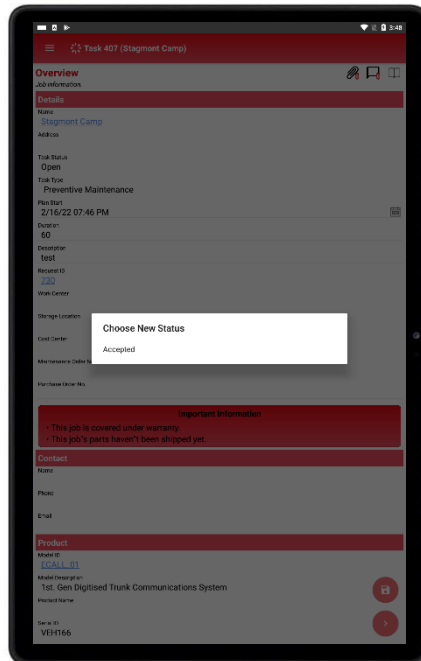 3:48
Task 407 (Stagmont Camp)
Overview
Job information.
Details
Name
Stagmont Camp
Address
Task Status
Open
Task Type
Preventive Maintenance
Plan Start
2/16/22 07:46 PM
Duration
60
Description
test
Request ID
230
Work Center
Storage Location
Choose New Status
Cost Center
Accepted
Maintenance Order N
Purchase Order No
Important Information
• This job is covered under warranty.
• This job"s parts haven"t been shipped yet.
Contact
Name
Phone
Email
Product
Model ID
ECALL_01
Model Description
1st. Gen Digitised Trunk Communications System
Product Name
Serial ID
VEH166